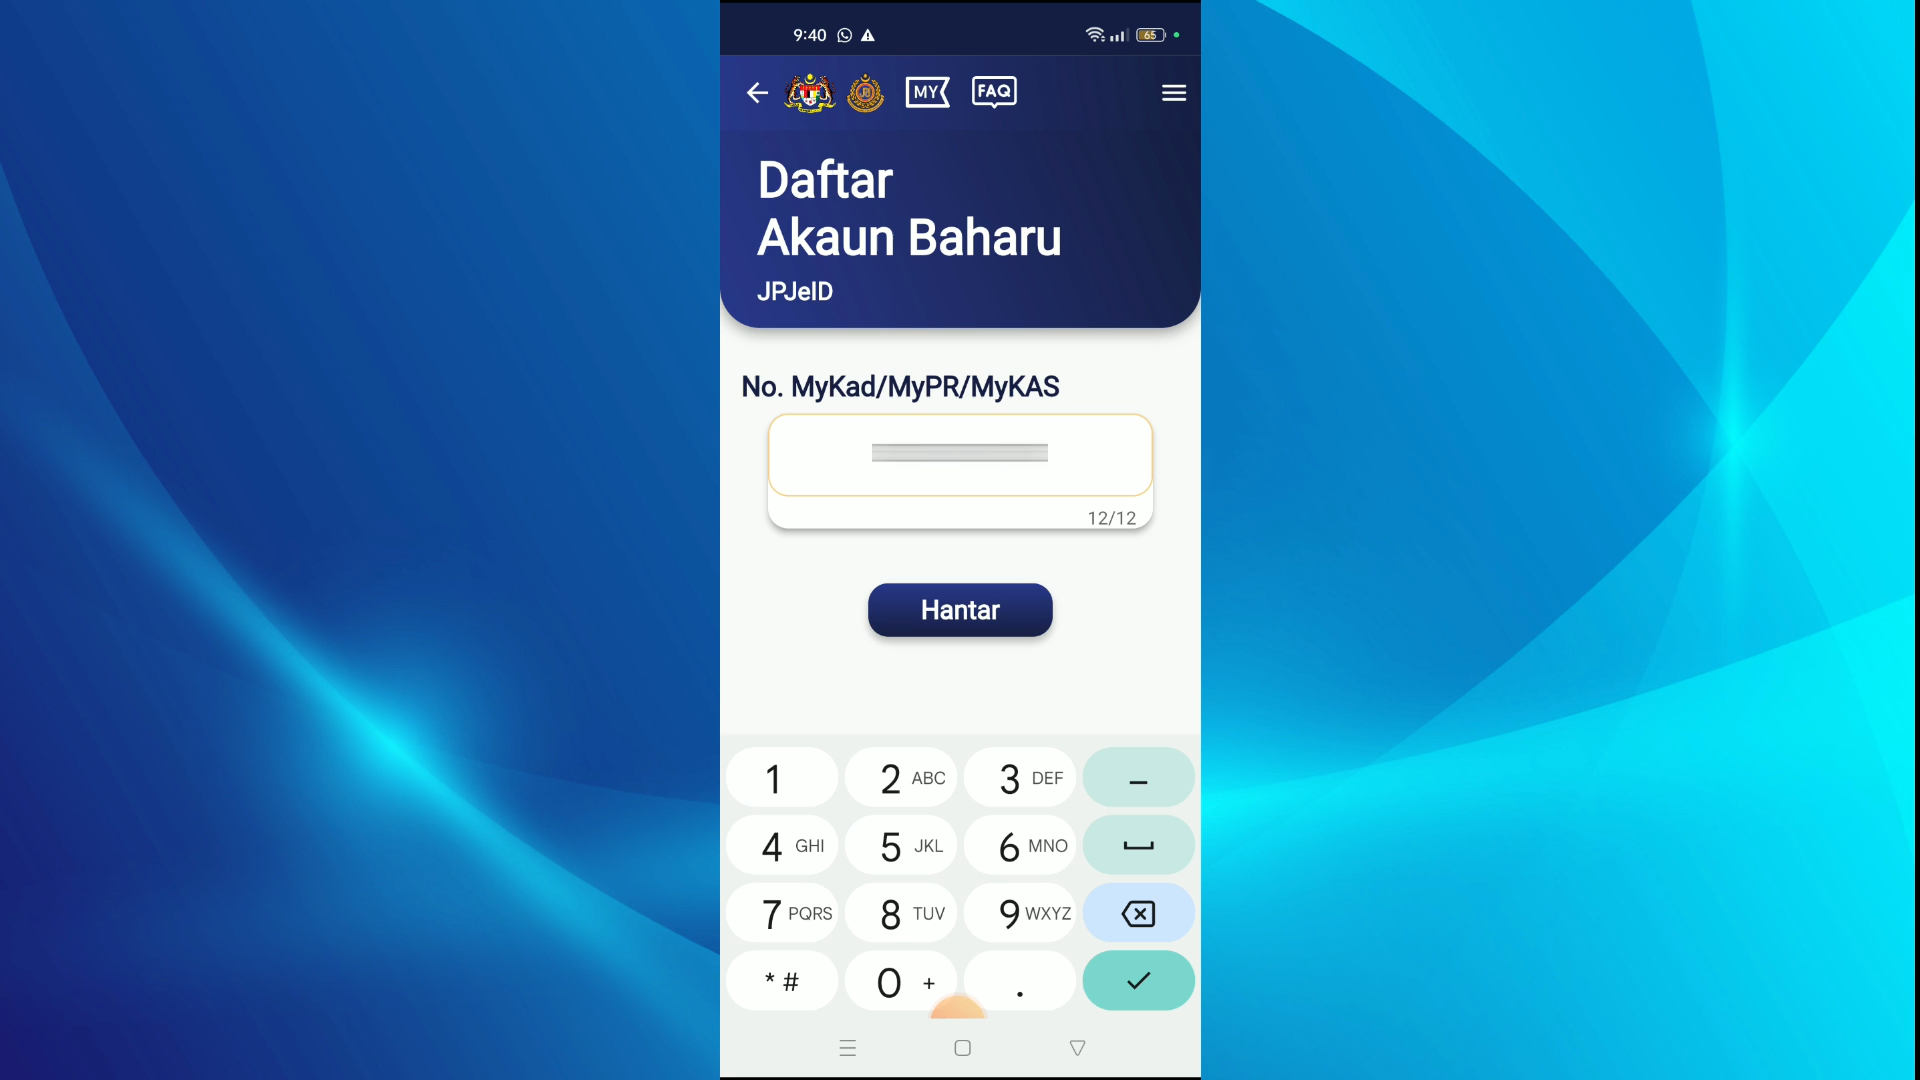 9:40
65
MY
FAQ
Daftar
Akaun Baharu
JPJeID
No. MyKad/MyPR/MyKAS
12/12
Hantar
1
2 ABC
3 DEF
–
4 GHI
5 JKL
6 MNO
7 PQRS
8 TUV
9 WXYZ
* #
0 +
.